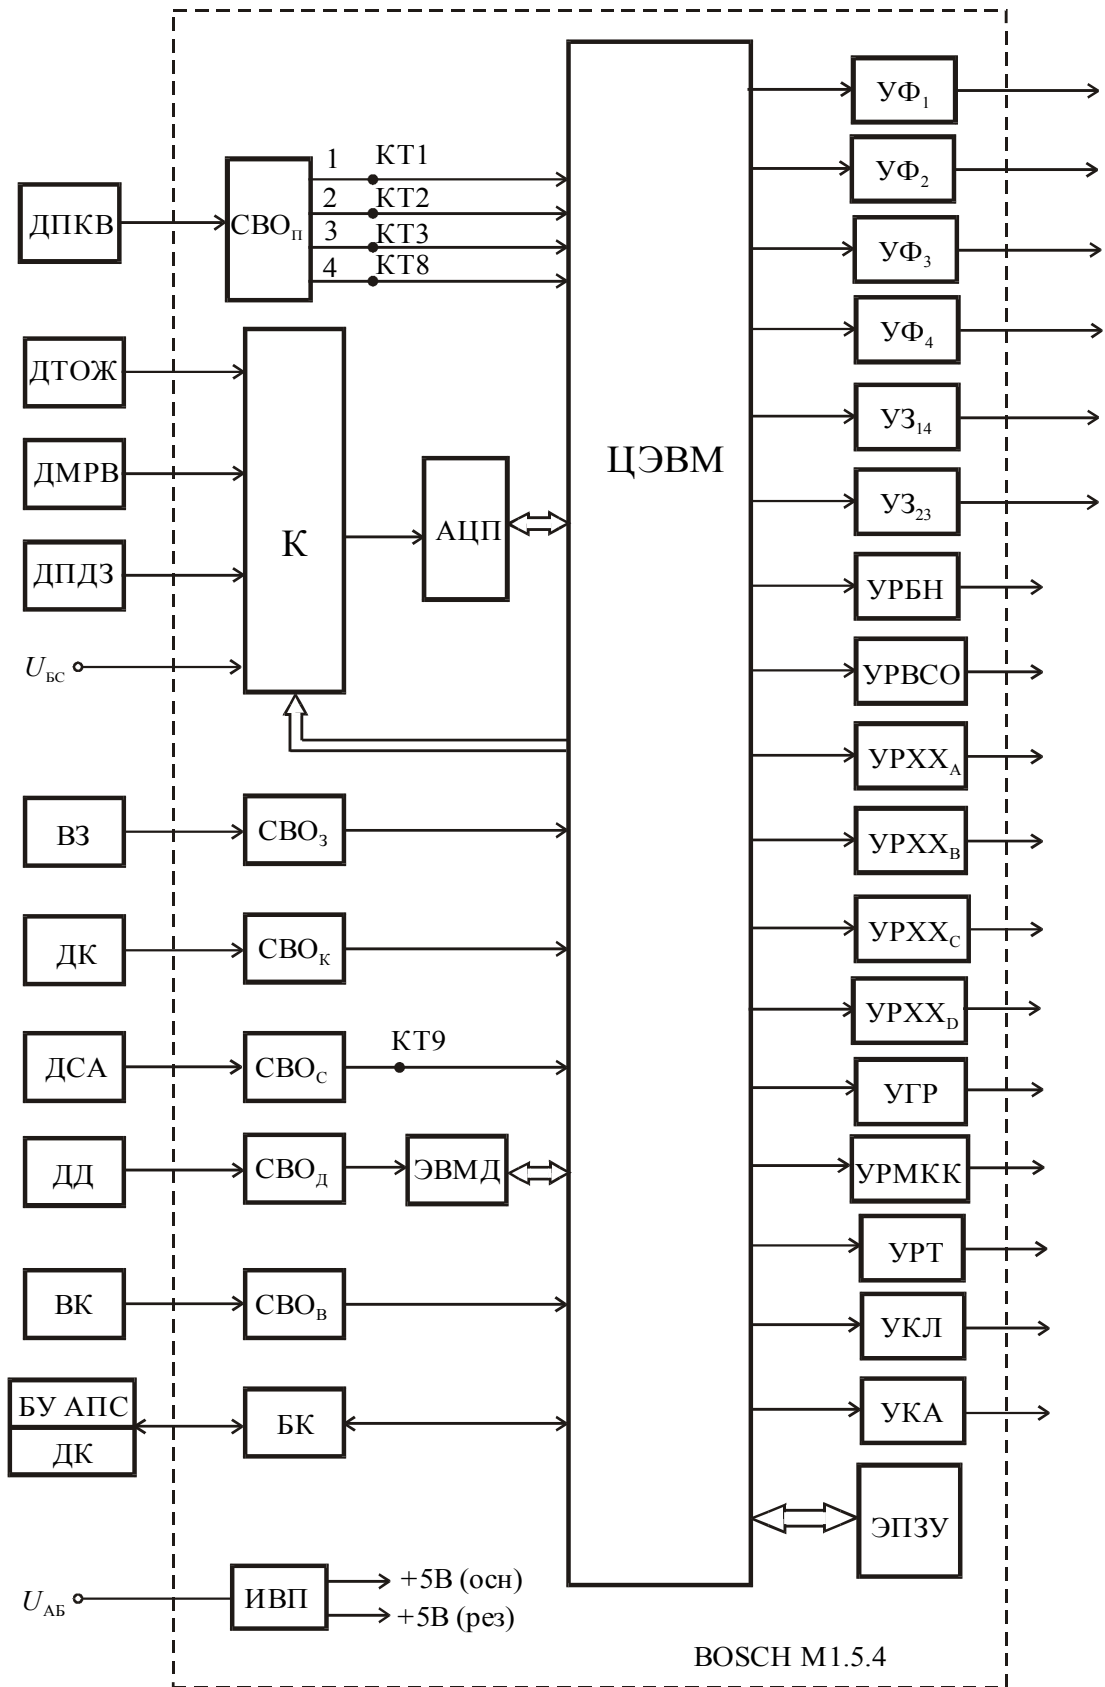 УФ1
1 КТ1
УФ2
ДПКВ
СВОП
2 КТ2
3 КТ3
УФ3
4 КТ8
УФ4
ДТОЖ
УЗ14
ЦЭВМ
ДМРВ
К
АЦП
УЗ23
ДПДЗ
УРБН
UБС
УРВСО
УРХХА
ВЗ
СВОЗ
УРХХВ
ДК
СВОК
УРХХС
УРХХD
КТ9
ДСА
СВОС
УГР
ДД
СВОД
ЭВМД
УРМКК
УРТ
ВК
СВОВ
УКЛ
БУ АПС
ДК
БК
УКА
ЭПЗУ
UАБ
ИВП
+5В (осн)
+5В (рез)
BOSCH M1.5.4